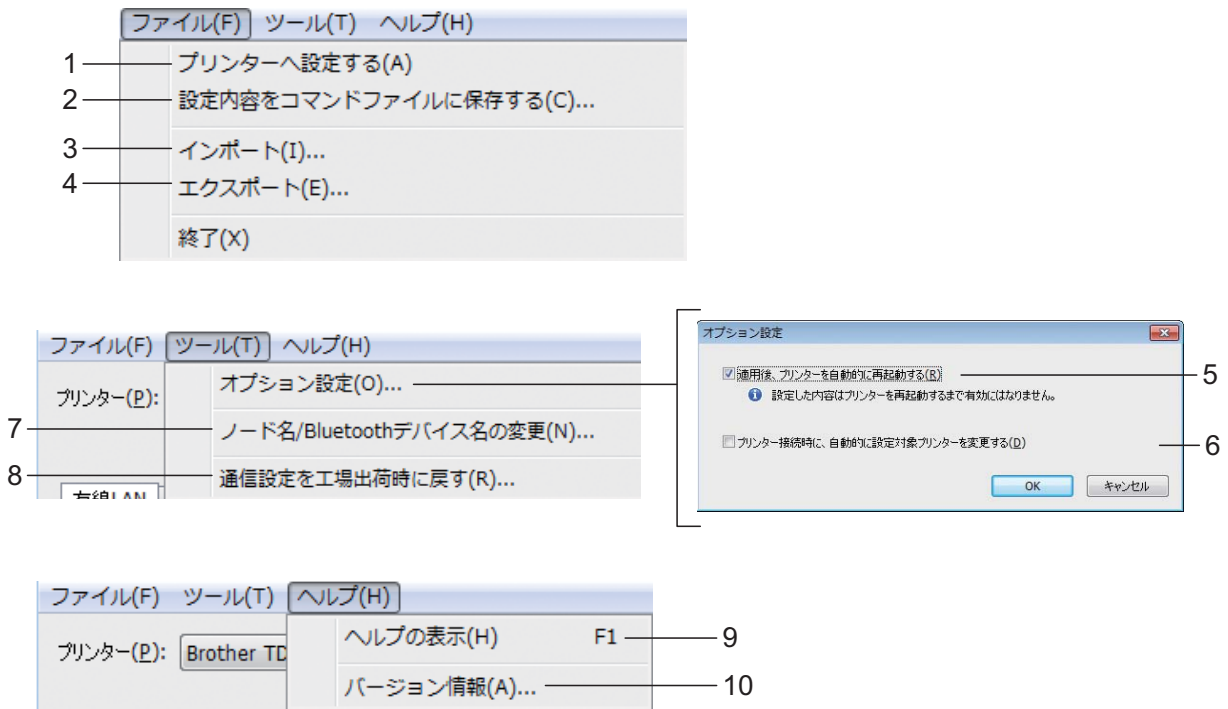 ファイル(F) ツール(T) ヘルプ(H)
1 プリンターへ設定する(A)
2 設定内容をコマンドファイルに保存する(C)...
3 インポート(I)...
4 エクスポート(E)...
終了(X)
ファイル(F) ツール(T) ヘルプ(H)
プリンター(P):
オプション設定(O)...
7 ノード名/Bluetoothデバイス名の変更(N)...
8 通信設定を工場出荷時に戻す(R)...
有線LAN
オプション設定
適用後、プリンターを自動的に再起動する(R) 5
設定した内容はプリンターを再起動するまで有効にはなりません。
プリンター接続時に、自動的に設定対象プリンターを変更する(D) 6
OK キャンセル
ファイル(F) ツール(T) ヘルプ(H)
プリンター(P): Brother TD
ヘルプの表示(H) F1 9
バージョン情報(A)... 10